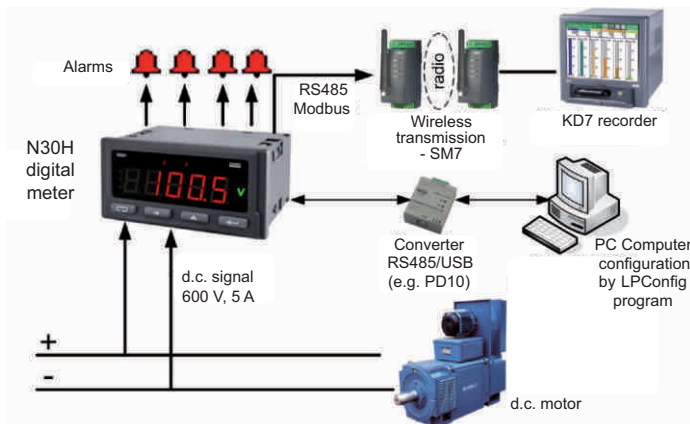 Alarms
RS485
Modbus
radio
Wireless
transmission
- SM7
KD7 recorder
N30H
digital
meter
100.5
V
Converter
RS485/USB
(e.g. PD10)
PC Computer
configuration
by LPConfig
program
d.c. signal
600 V, 5 A
+
-
d.c. motor